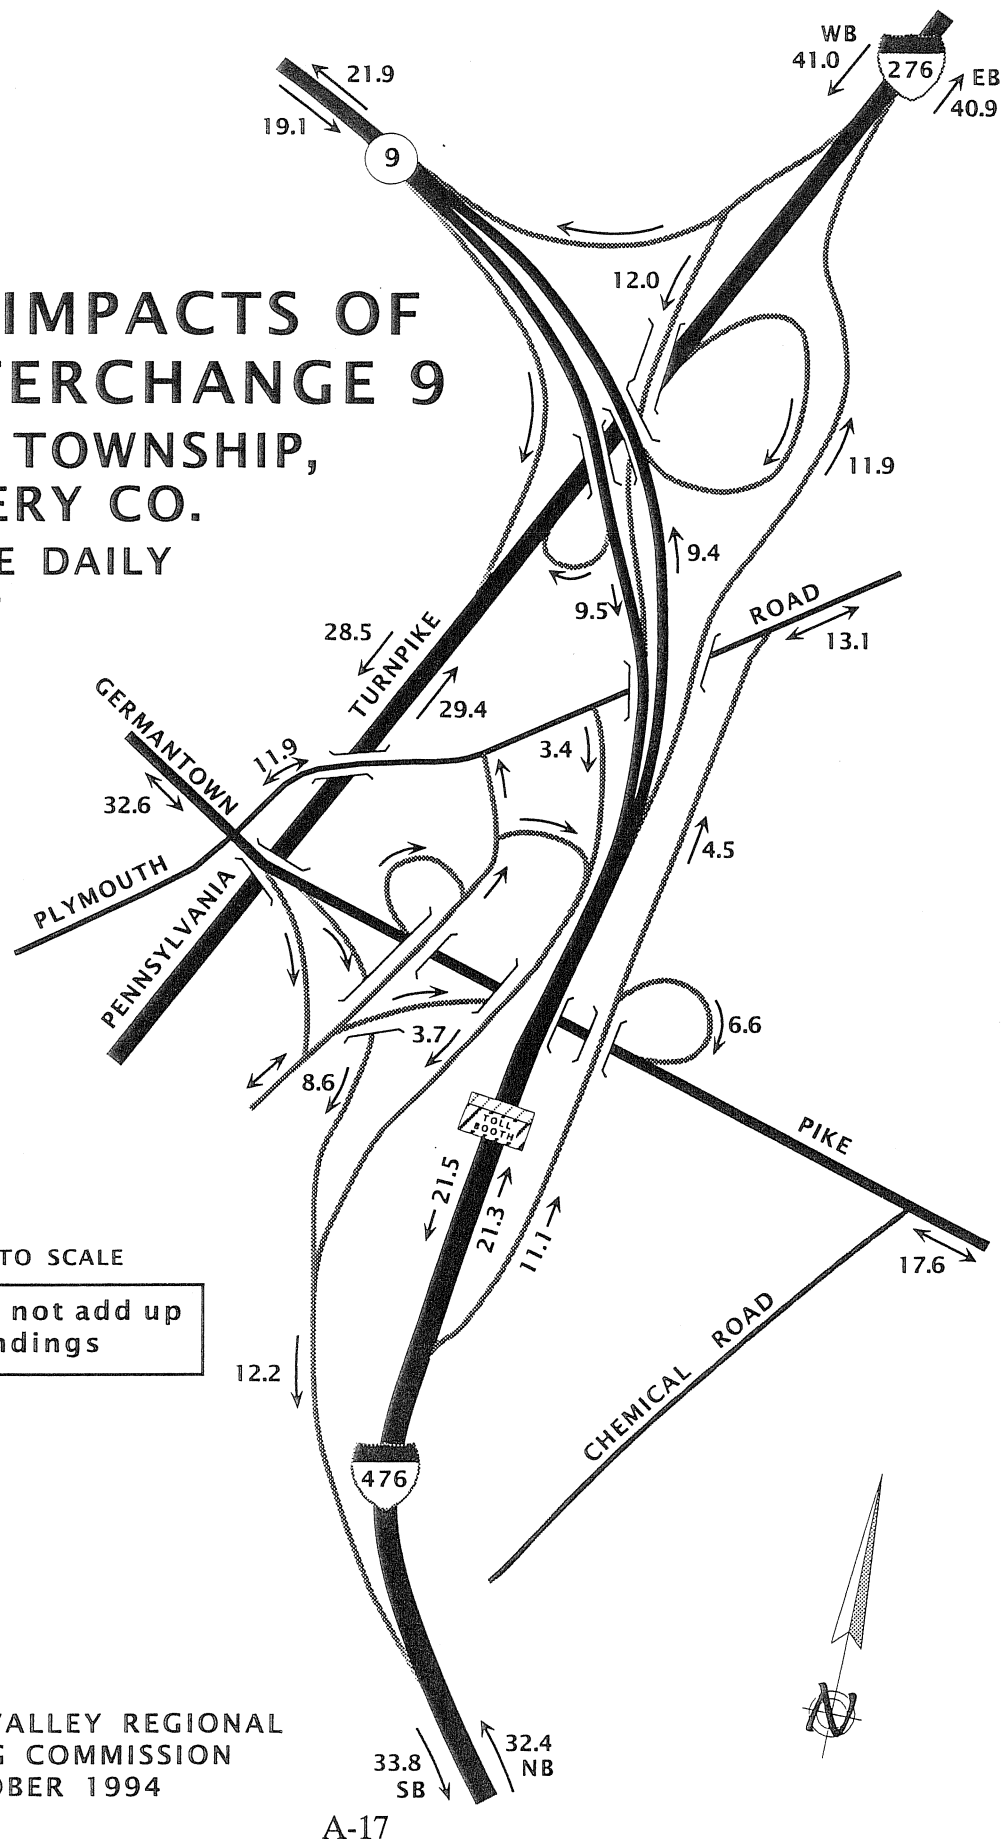 WB
41.0
276
EB
40.9
21.9
19.1
9
12.0
IMPACTS OF
TERCHANGE 9
TOWNSHIP,
ERY CO.
E DAILY
11.9
9.4
9.5
ROAD
13.1
28.5
TURNPIKE
29.4
GERMANTOWN
11.9
3.4
32.6
4.5
PLYMOUTH
PENNSYLVANIA
3.7
6.6
8.6
TOLL
BOOTH
PIKE
21.5
21.3
11.1
17.6
TO SCALE
not add up
ndings
12.2
CHEMICAL ROAD
476
N
VALLEY REGIONAL
G COMMISSION
OBER 1994
33.8
SB
32.4
NB
A-17